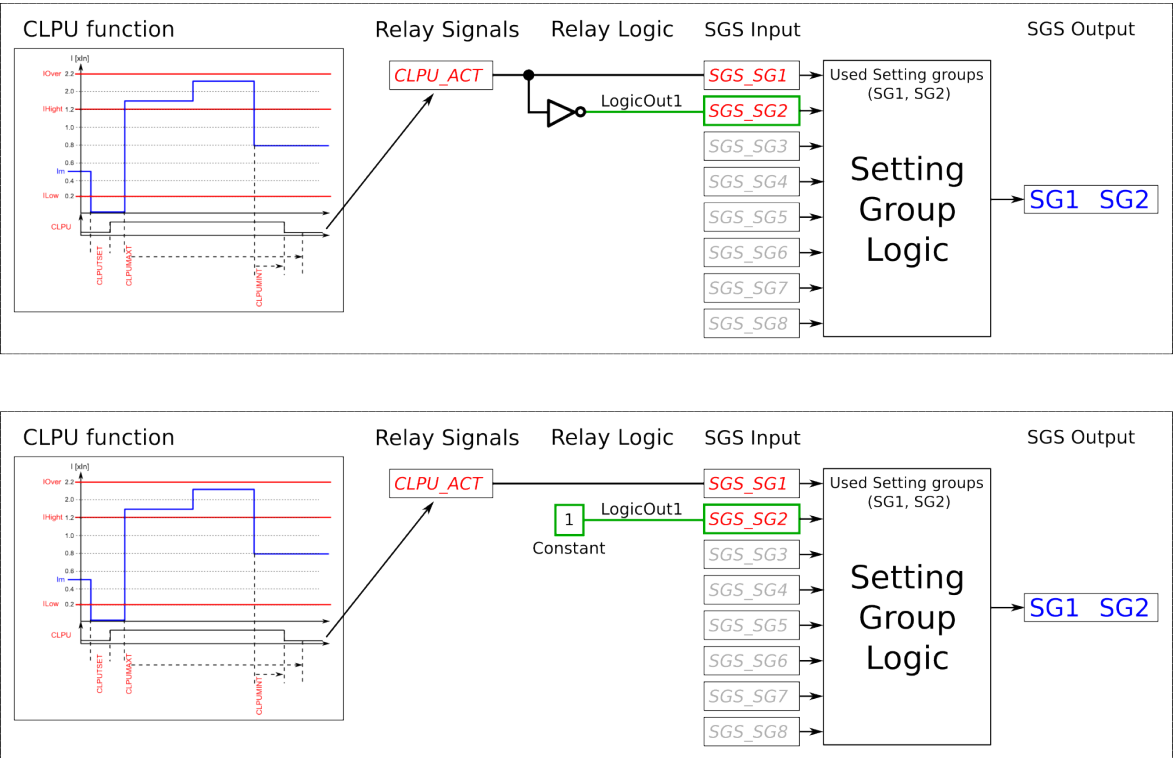 CLPU function
Relay Signals
Relay Logic
SGS Input
SGS Output
I [xIn]
IOver 2.2
2.0
IHight 1.2
1.0
0.8
0.6
Im
0.4
ILow 0.2
CLPU
CLPUTSET
CLPUMAXT
CLPUMINT
CLPU_ACT
LogicOut1
SGS_SG1
SGS_SG2
SGS_SG3
SGS_SG4
SGS_SG5
SGS_SG6
SGS_SG7
SGS_SG8
Used Setting groups
(SG1, SG2)
Setting
Group
Logic
SG1 SG2
CLPU function
Relay Signals
Relay Logic
SGS Input
SGS Output
I [xIn]
IOver 2.2
2.0
IHight 1.2
1.0
0.8
0.6
Im
0.4
ILow 0.2
CLPU
CLPUTSET
CLPUMAXT
CLPUMINT
CLPU_ACT
1
Constant
LogicOut1
SGS_SG1
SGS_SG2
SGS_SG3
SGS_SG4
SGS_SG5
SGS_SG6
SGS_SG7
SGS_SG8
Used Setting groups
(SG1, SG2)
Setting
Group
Logic
SG1 SG2